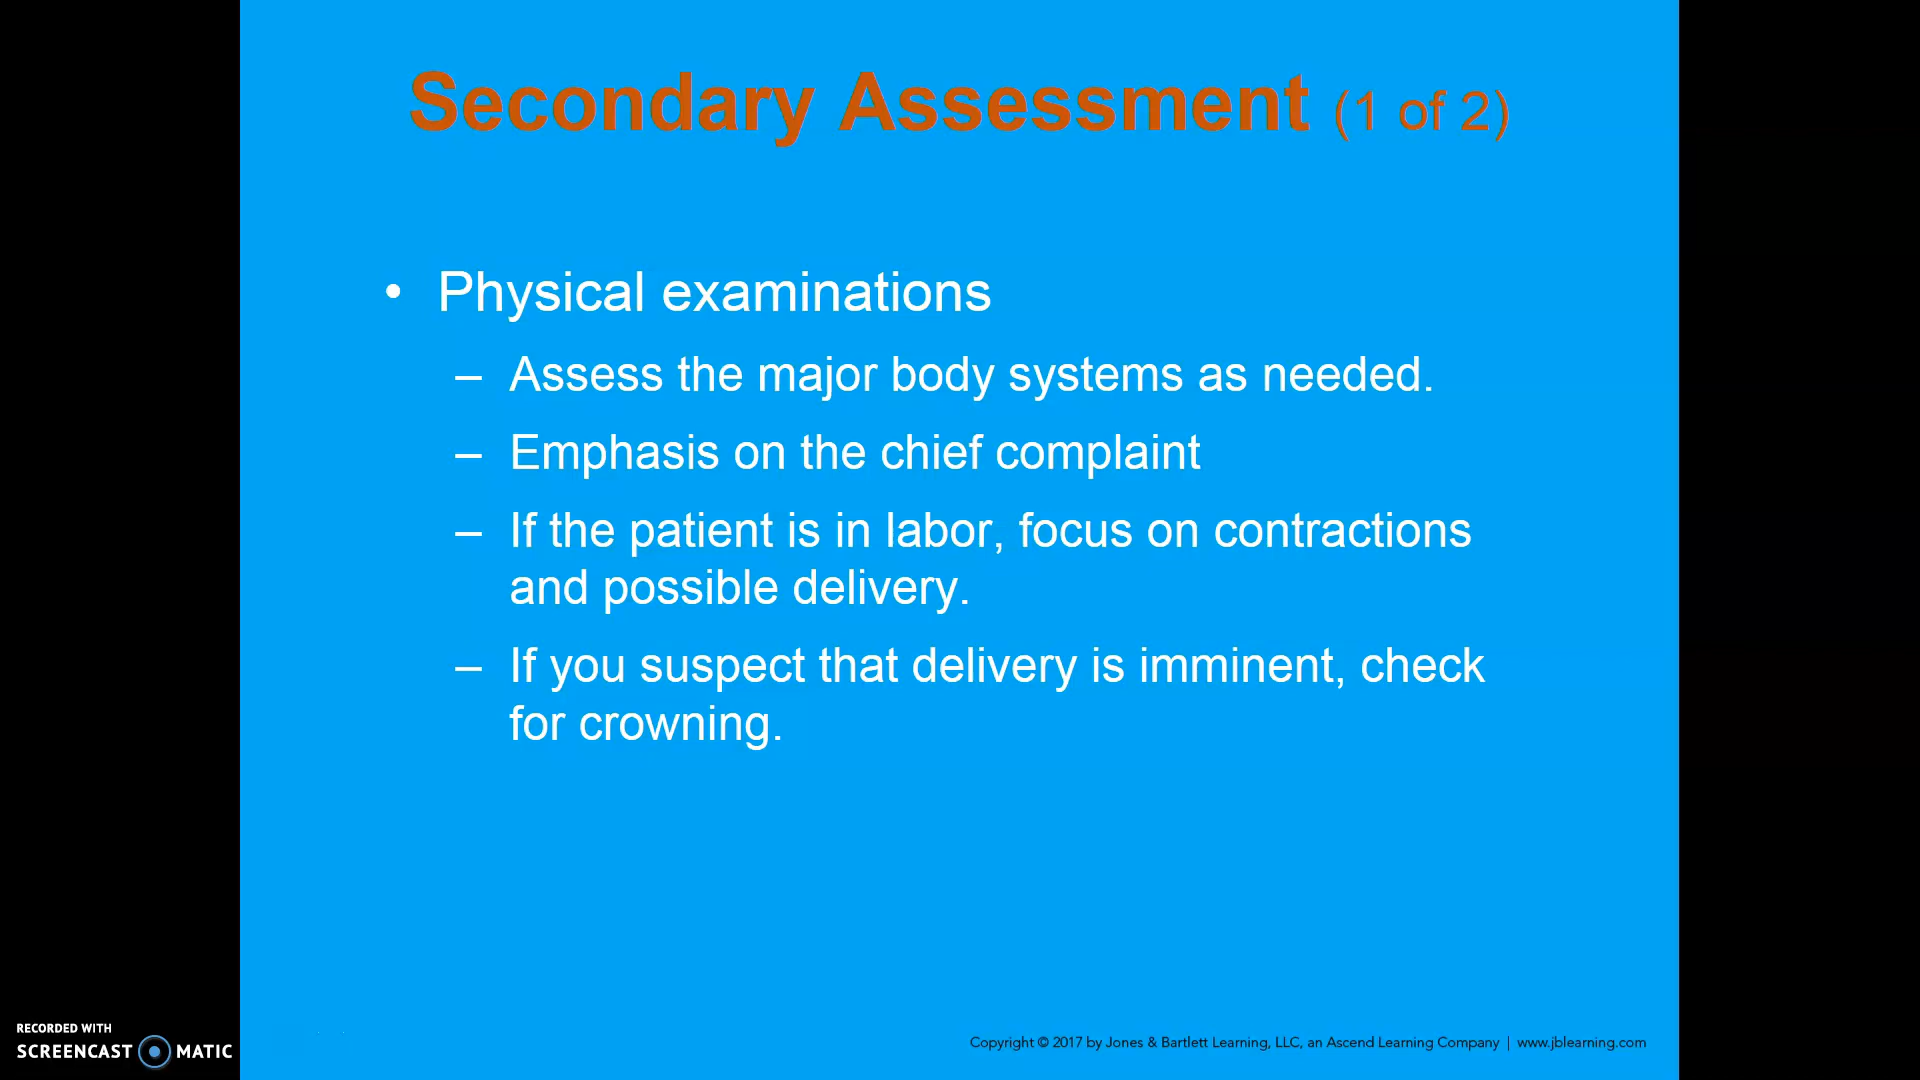 Secondary Assessment (1 of 2)
• Physical examinations
– Assess the major body systems as needed.
– Emphasis on the chief complaint
– If the patient is in labor, focus on contractions
and possible delivery.
– If you suspect that delivery is imminent, check
for crowning.
RECORDED WITH
SCREENCAST MATIC
Copyright © 2017 by Jones & Bartlett Learning, LLC, an Ascend Learning Company | www.jblearning.com